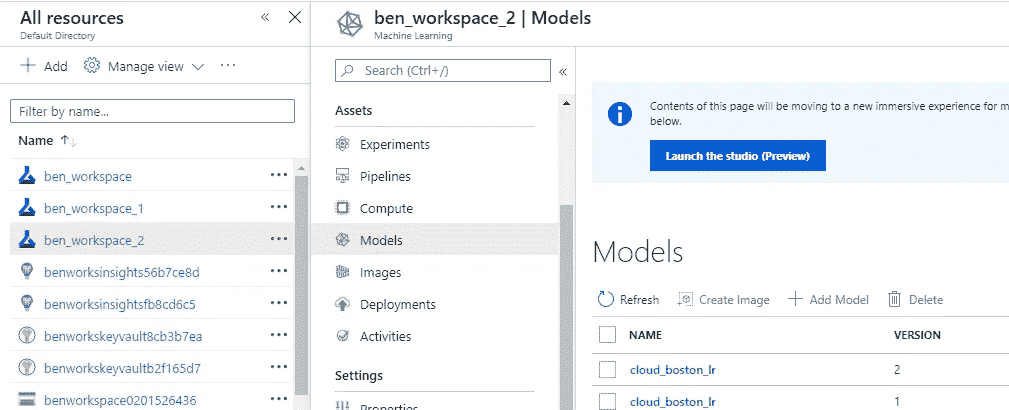 All resources
Default Directory
Add
Manage view
Filter by name...
Name
ben_workspace
ben_workspace_1
ben_workspace_2
benworksinsights56b7ce8d
benworksinsightsfb8cd6c5
benworkskeyvault8cb3b7ea
benworkskeyvaultb2f165d7
benworkspace0201526436
ben_workspace_2 | Models
Machine Learning
Search (Ctrl+/)
Assets
Experiments
Pipelines
Compute
Models
Images
Deployments
Activities
Settings
Properties
Contents of this page will be moving to a new immersive experience for m
below.
Launch the studio (Preview)
Models
Refresh Create Image Add Model Delete
NAME VERSION
cloud_boston_lr 2
cloud_boston_lr 1